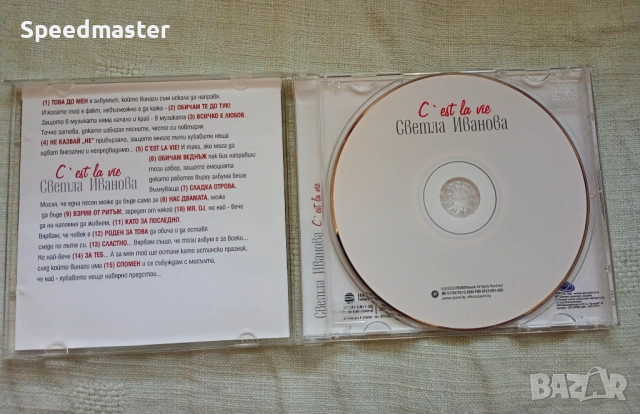 Speedmaster
(1) ТОВА ДО МЕН е албумът, който винаги съм искала да направя.
И когато той е факт, невъзможно е да кажа - (2) ОБИЧАМ ТЕ ДО ТУК!
Защото в музиката няма начало и край - в музиката (3) ВСИЧКО Е ЛЮБОВ.
Точно затова, докато избирах песните, често си повтарях
(4) НЕ КАЗВАЙ „НЕ" прибързано, защото много пъти хубавите неща
идват внезапно и непредвидимо... (5) C'EST LA VIE! И така, ако мога да
(6) ОБИЧАМ ВЕДНЪЖ пак бих направила
този избор, защото емоцията
докато работех върху албума беше
вълнуваща (7) СЛАДКА ОТРОВА.
C`est la vie
Светла Иванова
Мисля, че една песен може да бъде само за (8) НАС ДВАМАТА, може
да бъде (9) ВЗРИВ ОТ РИТЪМ, зареден от някой (10) MR. DJ, но най - вече
да ни напомни да живеем, (11) КАТО ЗА ПОСЛЕДНО.
Вярвам, че човек е (12) РОДЕН ЗА ТОВА да обича и да оставя
следи по пътя си. (13) СЛАСТНО... Вярвам също, че този албум е за всеки...
Но най-вече (14) ЗА ТЕБ... А за мен той ще остане като истински празник,
след който винаги има (15) СПОМЕН и се събуждам с мисълта,
че най - хубавото нещо наверно предстои...
Светла Иванова C`est la vie
C`est la vie
Светла Иванова
BAZAR